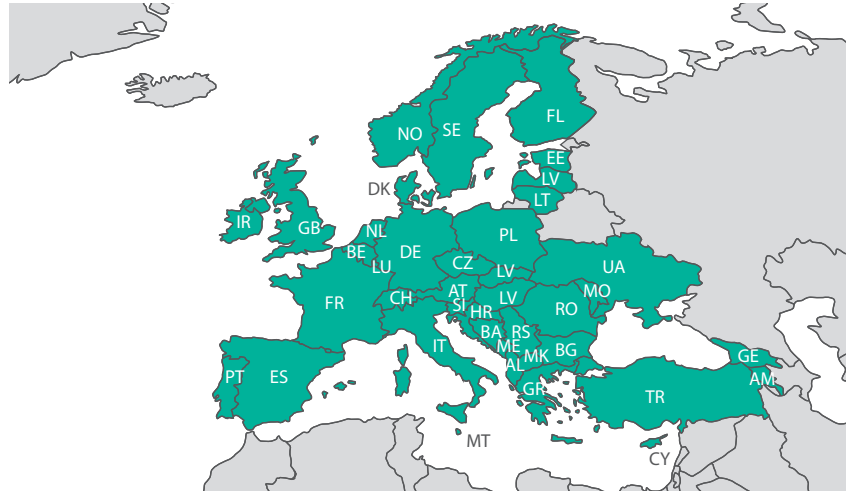 NO
SE
FL
EE
LV
LT
DK
IR
GB
NL
BE
LU
DE
PL
CZ
LV
UA
FR
CH
AT
LV
MO
SI
HR
RO
BA
RS
IT
ME
MK
BG
AL
GE
PT
ES
GR
TR
AM
MT
CY